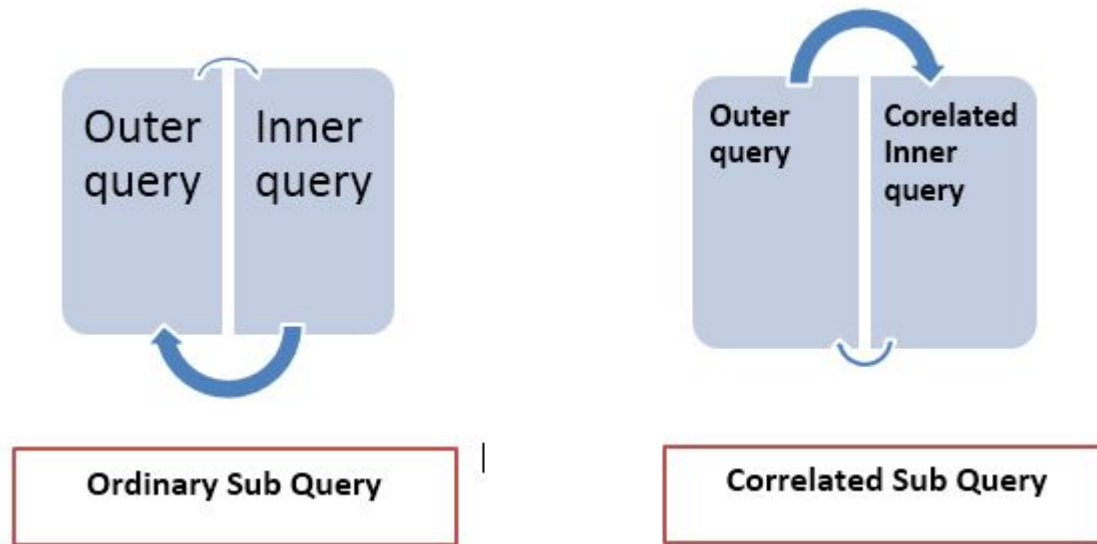 Outer
query
Inner
query
Ordinary Sub Query
Outer
query
Corelated
Inner
query
Correlated Sub Query